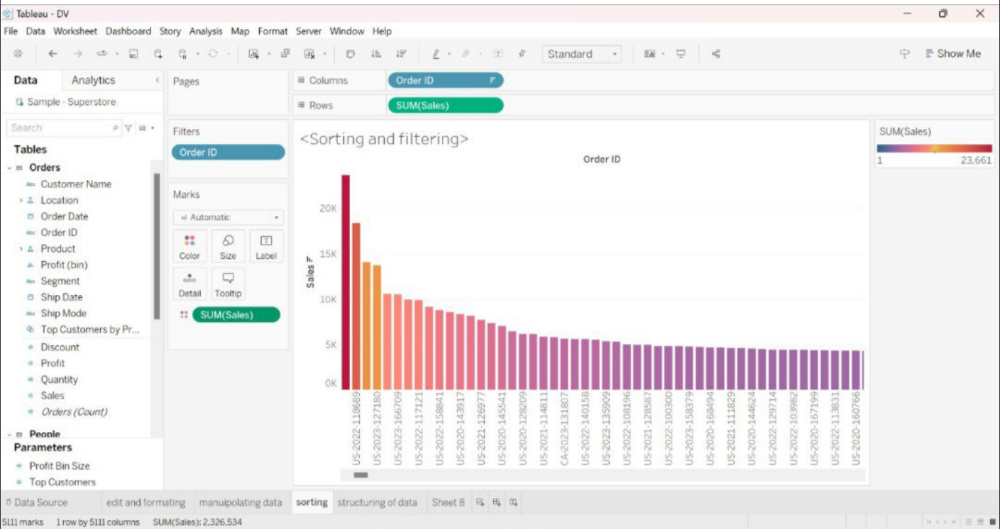 Tableau - DV
File Data Worksheet Dashboard Story Analysis Map Format Server Window Help
Standard
Show Me
Data Analytics
Sample - Superstore
Search
Tables
Orders
Abc Customer Name
Location
Order Date
Abc Order ID
Product
Profit (bin)
Abc Segment
Ship Date
Abc Ship Mode
Top Customers by Pr...
# Discount
# Profit
# Quantity
# Sales
# Orders (Count)
People
Parameters
# Profit Bin Size
# Top Customers
Pages
Filters
Order ID
Marks
Automatic
Color Size Label
Detail Tooltip
SUM(Sales)
Columns Order ID
Rows SUM(Sales)
<Sorting and filtering>
Order ID
Sales
20K
15K
10K
5K
0K
US-2022-118689
US-2023-127180
US-2023-166709
US-2022-117121
US-2022-158841
US-2020-143917
US-2021-126977
US-2020-145541
US-2020-128209
US-2021-114811
CA-2023-131807
US-2022-140158
US-2023-135909
US-2022-108196
US-2021-128587
US-2022-100300
US-2023-158379
US-2020-168494
US-2021-111829
US-2022-144624
US-2022-129714
US-2022-103982
US-2020-167199
US-2022-113831
US-2020-160766
SUM(Sales)
1 23,661
Data Source edit and formating manuipolating data sorting structuring of data Sheet 8
5111 marks 1 row by 5111 columns SUM(Sales): 2,326,534